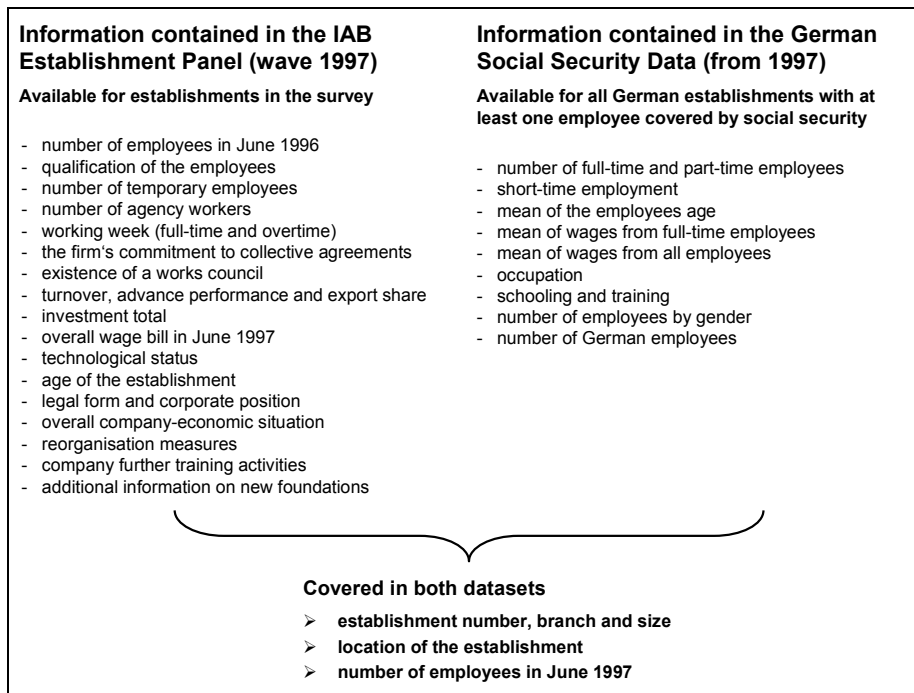 Information contained in the IAB
Establishment Panel (wave 1997)
Available for establishments in the survey
- number of employees in June 1996
- qualification of the employees
- number of temporary employees
- number of agency workers
- working week (full-time and overtime)
- the firm‘s commitment to collective agreements
- existence of a works council
- turnover, advance performance and export share
- investment total
- overall wage bill in June 1997
- technological status
- age of the establishment
- legal form and corporate position
- overall company-economic situation
- reorganisation measures
- company further training activities
- additional information on new foundations
Information contained in the German
Social Security Data (from 1997)
Available for all German establishments with at
least one employee covered by social security
- number of full-time and part-time employees
- short-time employment
- mean of the employees age
- mean of wages from full-time employees
- mean of wages from all employees
- occupation
- schooling and training
- number of employees by gender
- number of German employees
Covered in both datasets
➢ establishment number, branch and size
➢ location of the establishment
➢ number of employees in June 1997